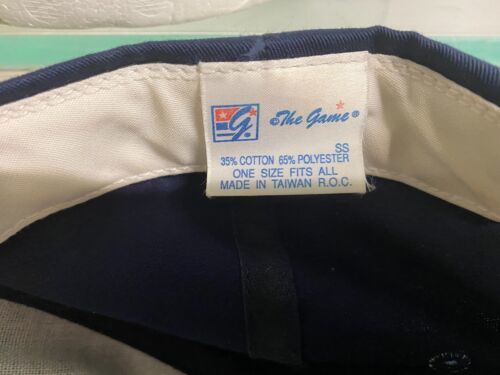 G
©The Game®
SS
35% COTTON 65% POLYESTER
ONE SIZE FITS ALL
MADE IN TAIWAN R.O.C.